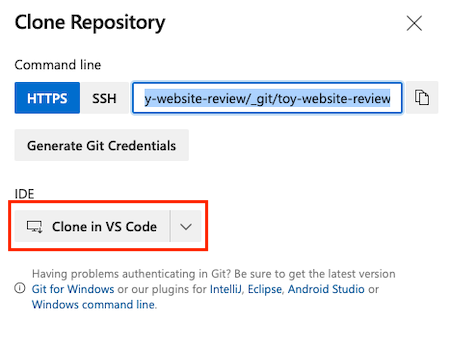 Clone Repository
Command line
HTTPS SSH y-website-review/_git/toy-website-review
Generate Git Credentials
IDE
Clone in VS Code
Having problems authenticating in Git? Be sure to get the latest version
Git for Windows or our plugins for IntelliJ, Eclipse, Android Studio or
Windows command line.